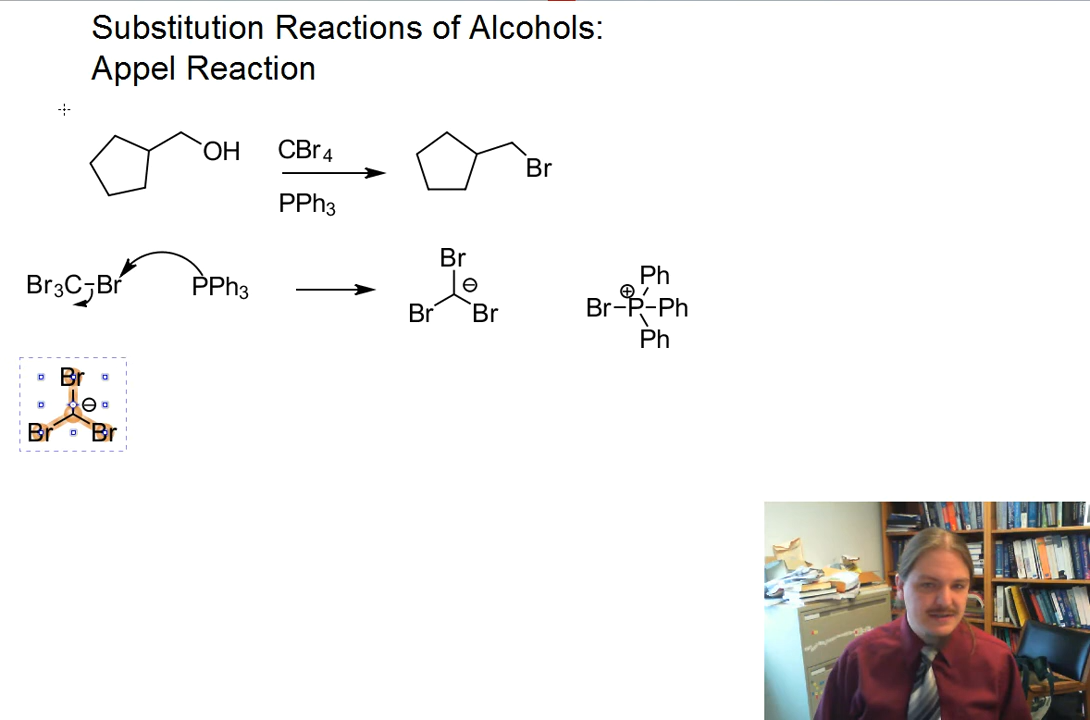 Substitution Reactions of Alcohols:
Appel Reaction
OH
CBr4
PPh3
Br
Br3C-Br
PPh3
Br
⊖
Br
Br
Ph
⊕
Br-P-Ph
Ph
Br
⊖
Br
Br